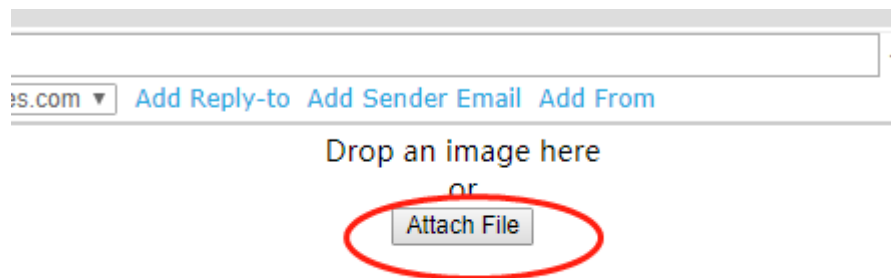 es.com ▼ Add Reply-to Add Sender Email Add From
Drop an image here
or
Attach File